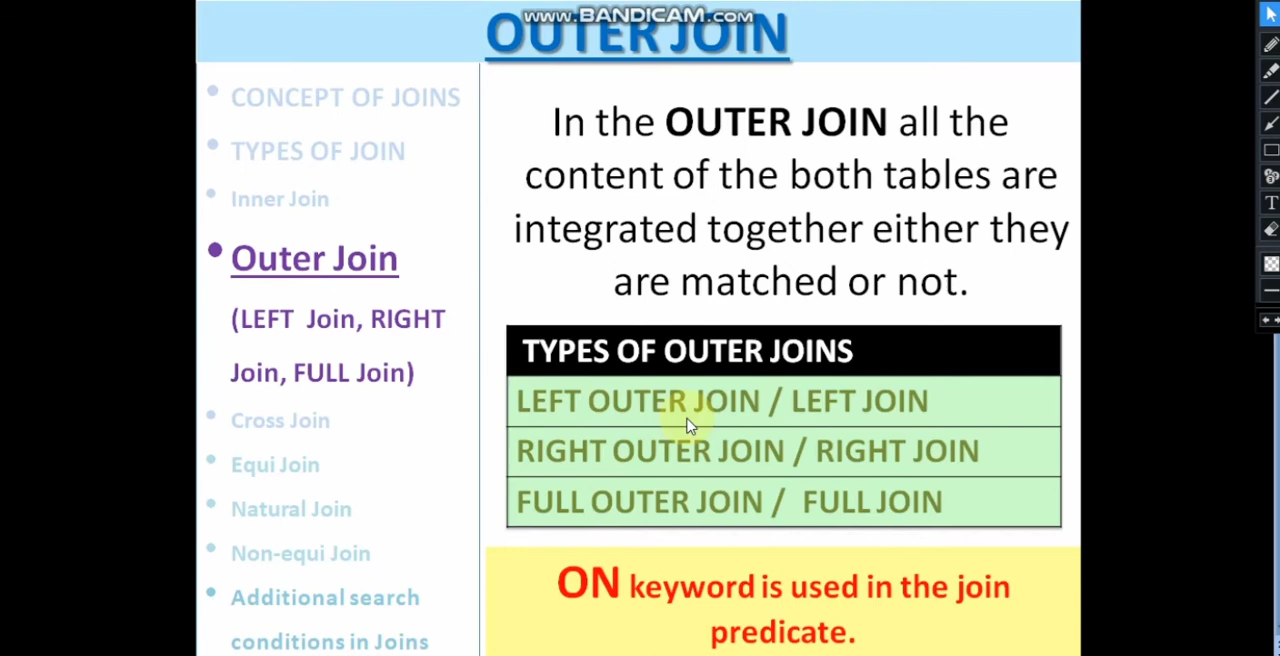 www.BANDICAM.com
OUTER JOIN
• CONCEPT OF JOINS
• TYPES OF JOIN
• Inner Join
• Outer Join
(LEFT Join, RIGHT
Join, FULL Join)
• Cross Join
• Equi Join
• Natural Join
• Non-equi Join
• Additional search
conditions in Joins
In the OUTER JOIN all the
content of the both tables are
integrated together either they
are matched or not.
TYPES OF OUTER JOINS
LEFT OUTER JOIN / LEFT JOIN
RIGHT OUTER JOIN / RIGHT JOIN
FULL OUTER JOIN / FULL JOIN
ON keyword is used in the join
predicate.
T